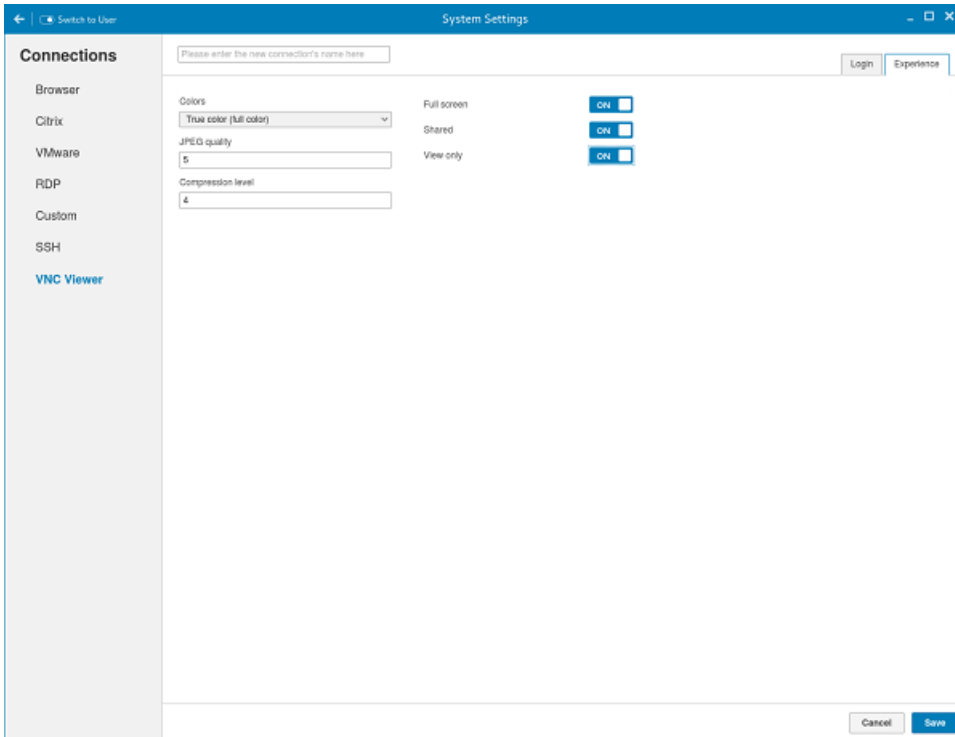 Switch to User
System Settings
Connections
Please enter the new connection's name here
Login
Experience
Browser
Citrix
VMware
RDP
Custom
SSH
VNC Viewer
Colors
True color (full color)
JPEG quality
5
Compression level
4
Full screen
ON
Shared
ON
View only
ON
Cancel
Save